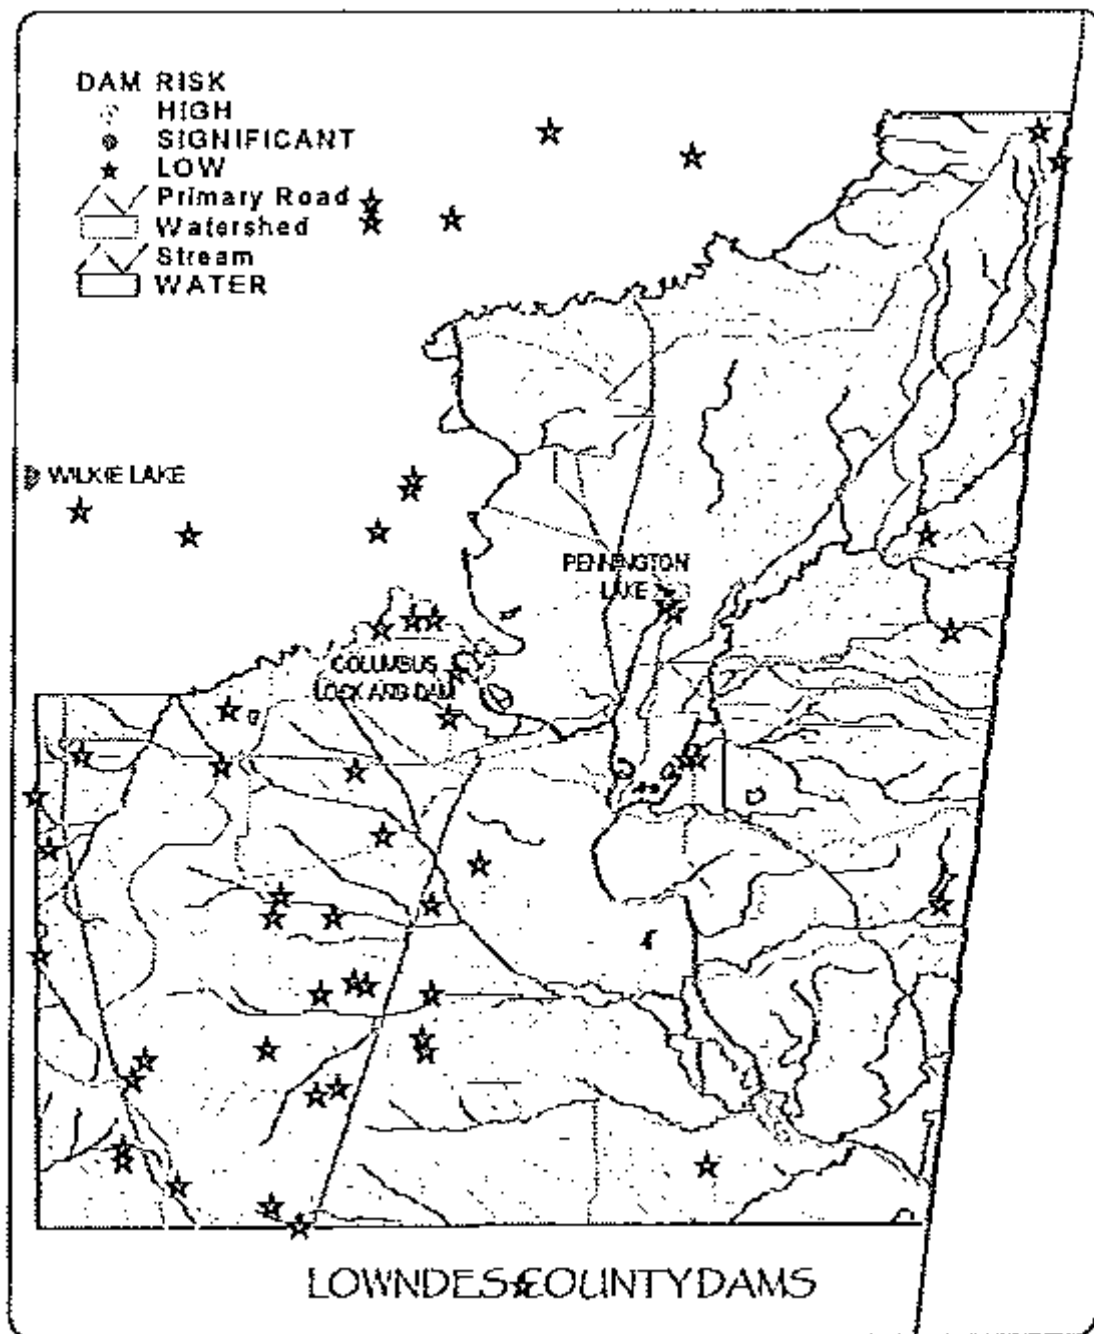 DAM RISK
HIGH
SIGNIFICANT
LOW
Primary Road
Watershed
Stream
WATER
WILKIE LAKE
PENNINGTON
LAKE
COLUMBUS
LOCK AND DAM
LOWNDES COUNTY DAMS